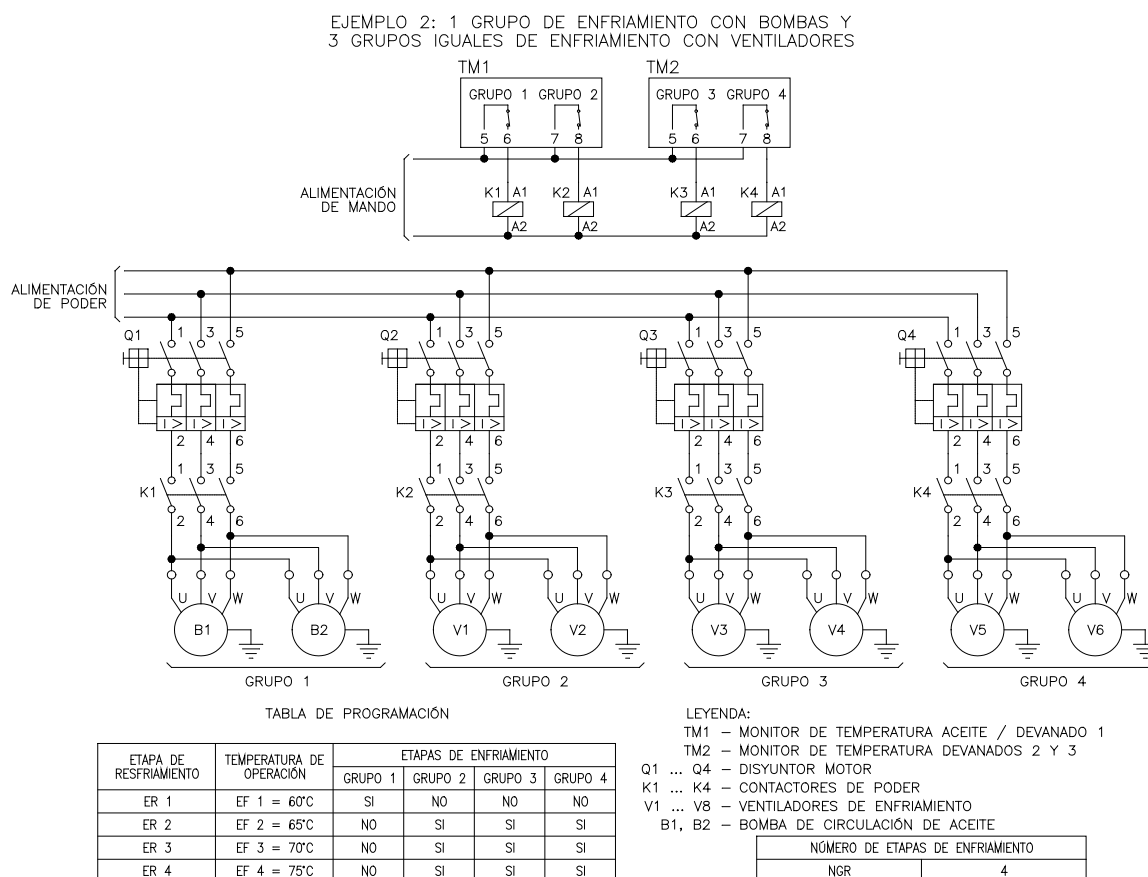 EJEMPLO 2: 1 GRUPO DE ENFRIAMIENTO CON BOMBAS Y
3 GRUPOS IGUALES DE ENFRIAMIENTO CON VENTILADORES
TM1 TM2
GRUPO 1 GRUPO 2 GRUPO 3 GRUPO 4
5 6 7 8 5 6 7 8
ALIMENTACIÓN
DE MANDO
K1 A1 K2 A1 K3 A1 K4 A1
A2 A2 A2 A2
ALIMENTACIÓN
DE PODER
Q1 1 3 5 Q2 1 3 5 Q3 1 3 5 Q4 1 3 5
I > I > I > I > I > I > I > I > I > I > I > I >
2 4 6 2 4 6 2 4 6 2 4 6
1 3 5 1 3 5 1 3 5 1 3 5
K1 K2 K3 K4
2 4 6 2 4 6 2 4 6 2 4 6
U V W U V W U V W U V W U V W U V W U V W U V W
B1 B2 V1 V2 V3 V4 V5 V6
GRUPO 1 GRUPO 2 GRUPO 3 GRUPO 4
TABLA DE PROGRAMACIÓN
ETAPA DE RESFRIAMIENTO TEMPERATURA DE OPERACIÓN ETAPAS DE ENFRIAMIENTO
GRUPO 1 GRUPO 2 GRUPO 3 GRUPO 4
ER 1 EF 1 = 60°C SI NO NO NO
ER 2 EF 2 = 65°C NO SI SI SI
ER 3 EF 3 = 70°C NO SI SI SI
ER 4 EF 4 = 75°C NO SI SI SI
LEYENDA:
TM1 – MONITOR DE TEMPERATURA ACEITE / DEVANADO 1
TM2 – MONITOR DE TEMPERATURA DEVANADOS 2 Y 3
Q1 ... Q4 – DISYUNTOR MOTOR
K1 ... K4 – CONTACTORES DE PODER
V1 ... V8 – VENTILADORES DE ENFRIAMIENTO
B1, B2 – BOMBA DE CIRCULACIÓN DE ACEITE
NÚMERO DE ETAPAS DE ENFRIAMIENTO
NGR 4